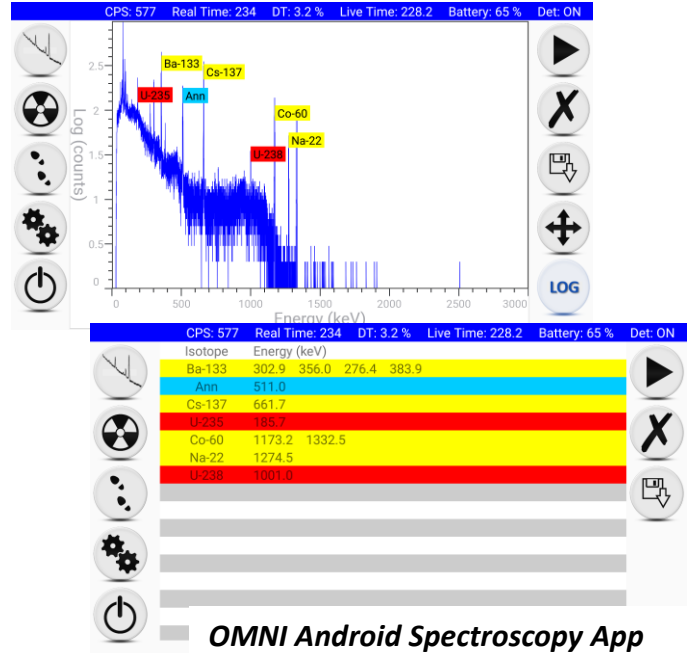 CPS: 577 Real Time: 234 DT: 3.2 % Live Time: 228.2 Battery: 65 % Det: ON
Log (counts)
2.5
2
1.5
1
0.5
0
Ba-133
Cs-137
U-235
Ann
Co-60
Na-22
U-238
0 500 1000 1500 2000 2500 3000
Energy (keV)
LOG
CPS: 577 Real Time: 234 DT: 3.2 % Live Time: 228.2 Battery: 65 % Det: ON
Isotope Energy (keV)
Ba-133 302.9 356.0 276.4 383.9
Ann 511.0
Cs-137 661.7
U-235 185.7
Co-60 1173.2 1332.5
Na-22 1274.5
U-238 1001.0
OMNI Android Spectroscopy App